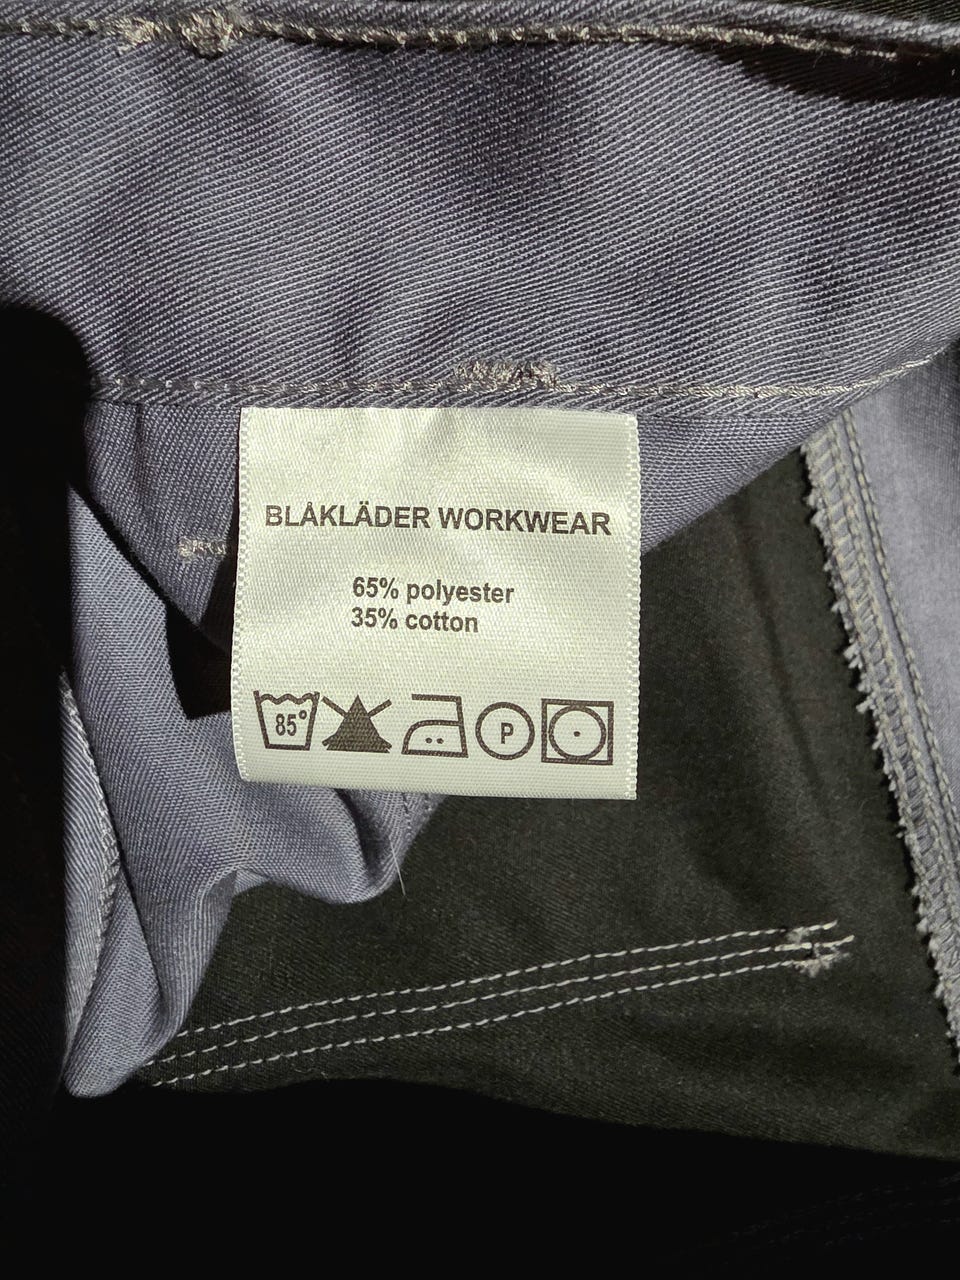 BLÅKLÄDER WORKWEAR
65% polyester
35% cotton
85° P